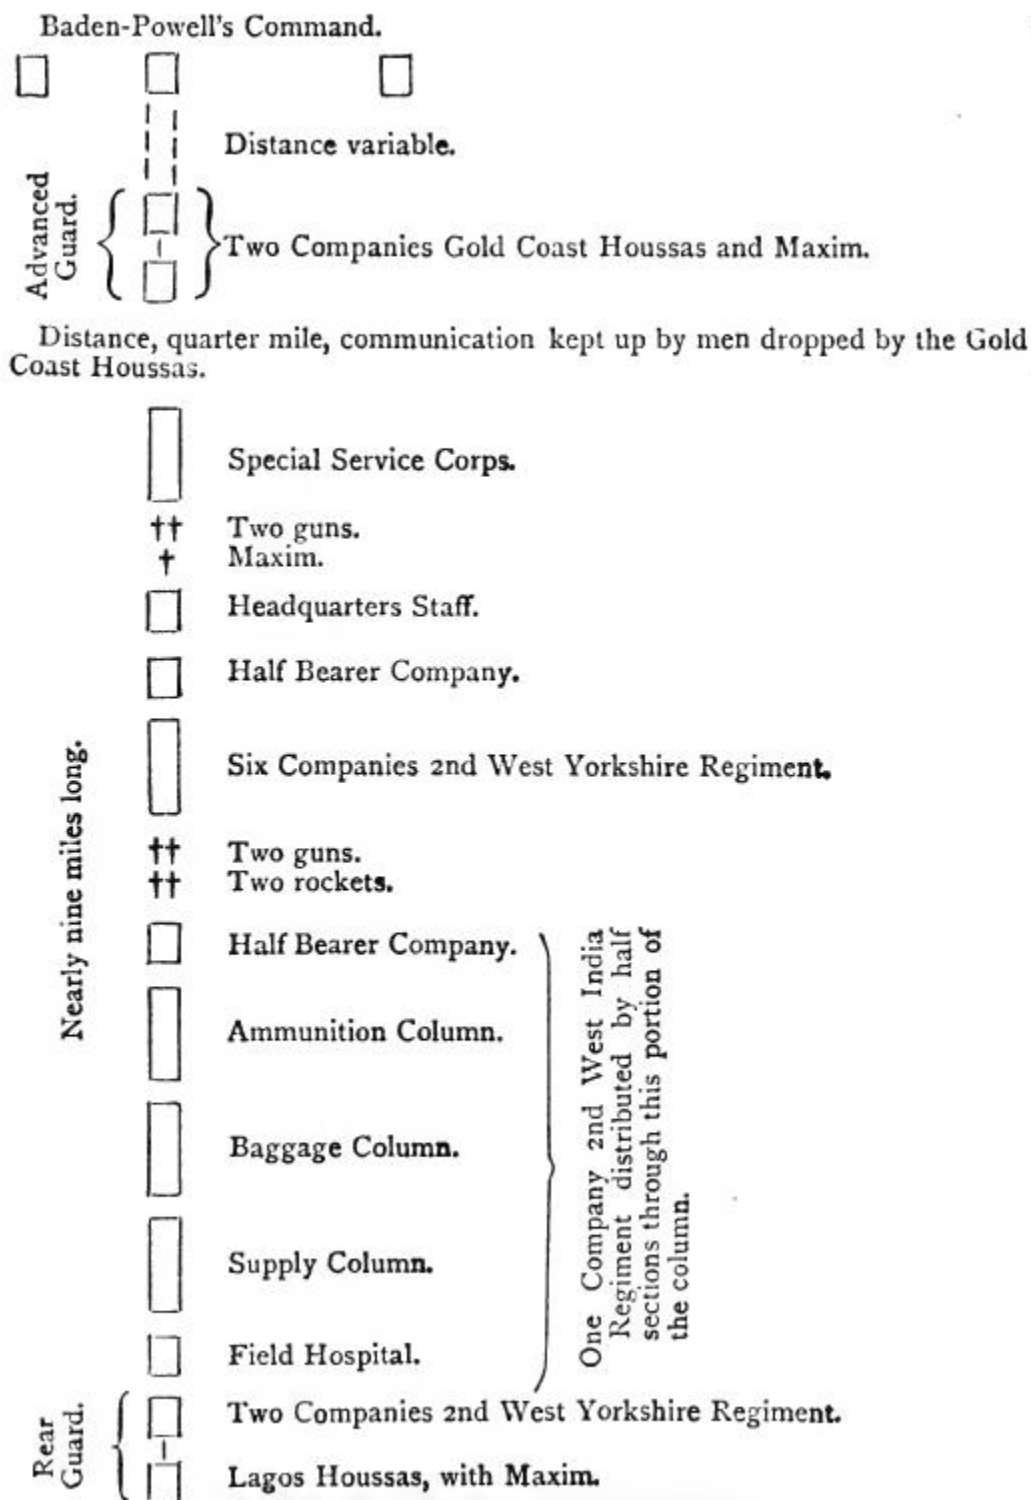 Baden-Powell's Command.
Distance variable.
Advanced
Guard.
Two Companies Gold Coast Houssas and Maxim.
Distance, quarter mile, communication kept up by men dropped by the Gold
Coast Houssas.
Special Service Corps.
†† Two guns.
† Maxim.
Headquarters Staff.
Half Bearer Company.
Nearly nine miles long.
Six Companies 2nd West Yorkshire Regiment.
†† Two guns.
†† Two rockets.
Half Bearer Company.
Ammunition Column.
Baggage Column.
Supply Column.
Field Hospital.
One Company 2nd West India
Regiment distributed by half
sections through this portion of
the column.
Rear
Guard.
Two Companies 2nd West Yorkshire Regiment.
Lagos Houssas, with Maxim.